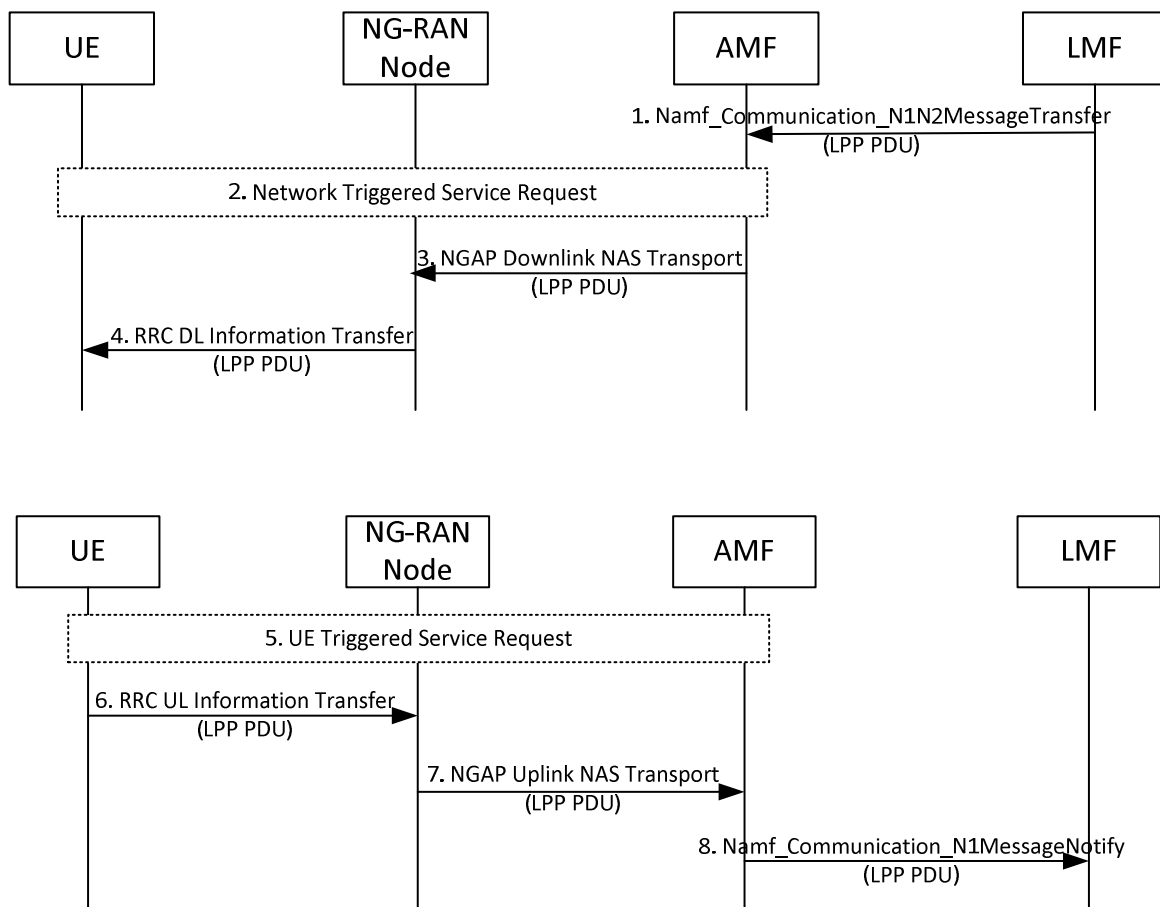 UE
NG-RAN
Node
AMF
LMF
1. Namf_Communication_N1N2MessageTransfer
(LPP PDU)
2. Network Triggered Service Request
3. NGAP Downlink NAS Transport
(LPP PDU)
4. RRC DL Information Transfer
(LPP PDU)
UE
NG-RAN
Node
AMF
LMF
5. UE Triggered Service Request
6. RRC UL Information Transfer
(LPP PDU)
7. NGAP Uplink NAS Transport
(LPP PDU)
8. Namf_Communication_N1MessageNotify
(LPP PDU)